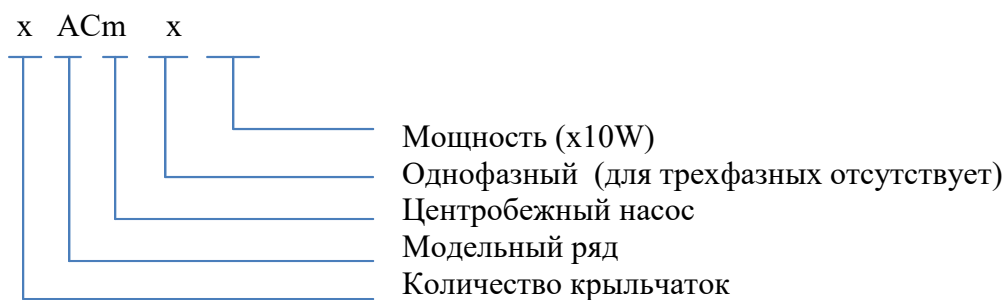 x ACm x
Мощность (x10W)
Однофазный (для трехфазных отсутствует)
Центробежный насос
Модельный ряд
Количество крыльчаток